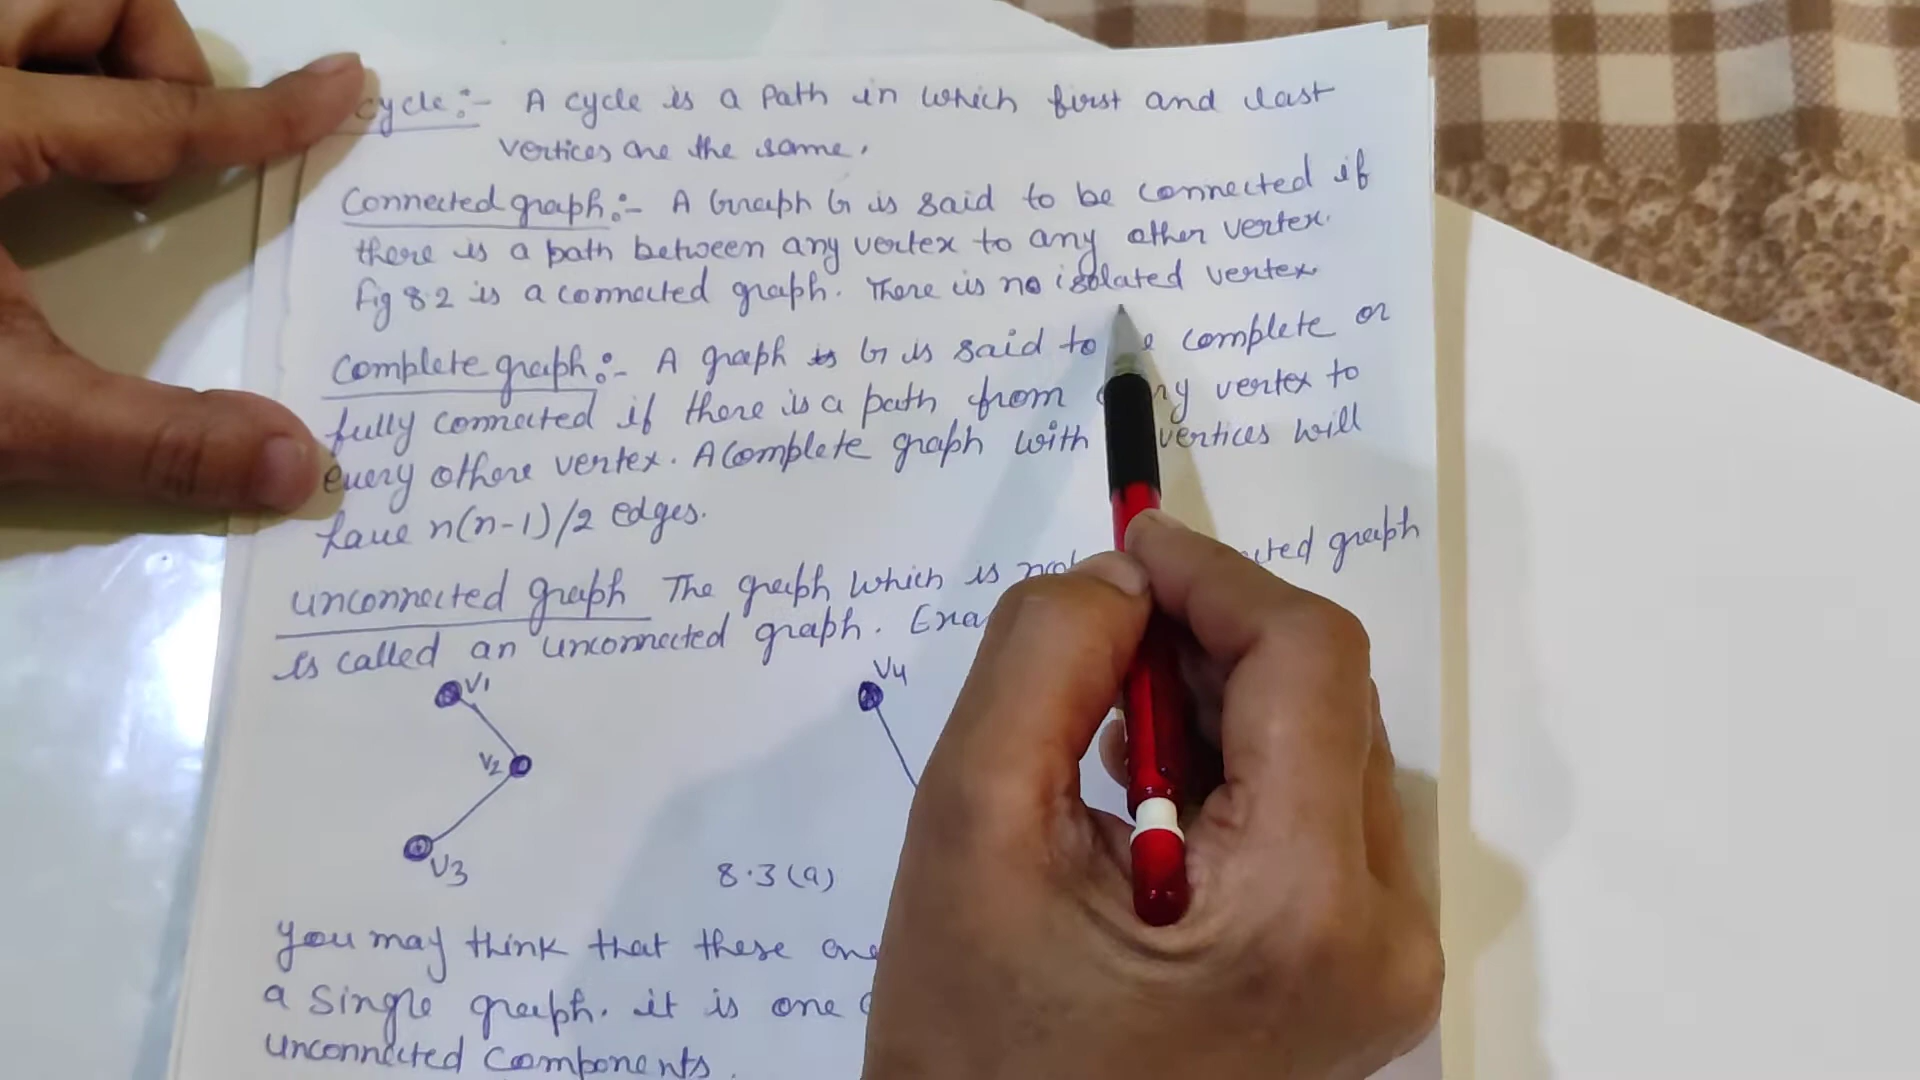 cycle:- A cycle is a Path in which first and last
vertices are the same.
Connected graph:- A Graph G is said to be connected if
there is a path between any vertex to any other vertex.
fig 8.2 is a connected graph. There is no isolated vertex
Complete graph:- A graph is G is said to complete or
fully connected if there is a path from vertex to
every othere vertex. A Complete graph with vertices will
have n(n-1)/2 edges.
unconnected graph The graph which is graph
is called an unconnected graph.
V1
V4
V2
V3
8.3(a)
you may think that these
a single graph. it is one
unconnected components.